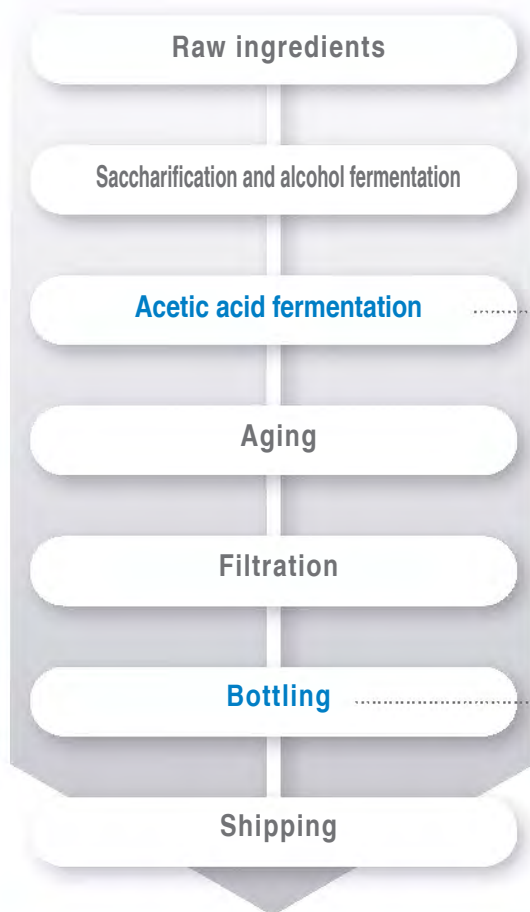 Raw ingredients
Saccharification and alcohol fermentation
Acetic acid fermentation
Aging
Filtration
Bottling
Shipping